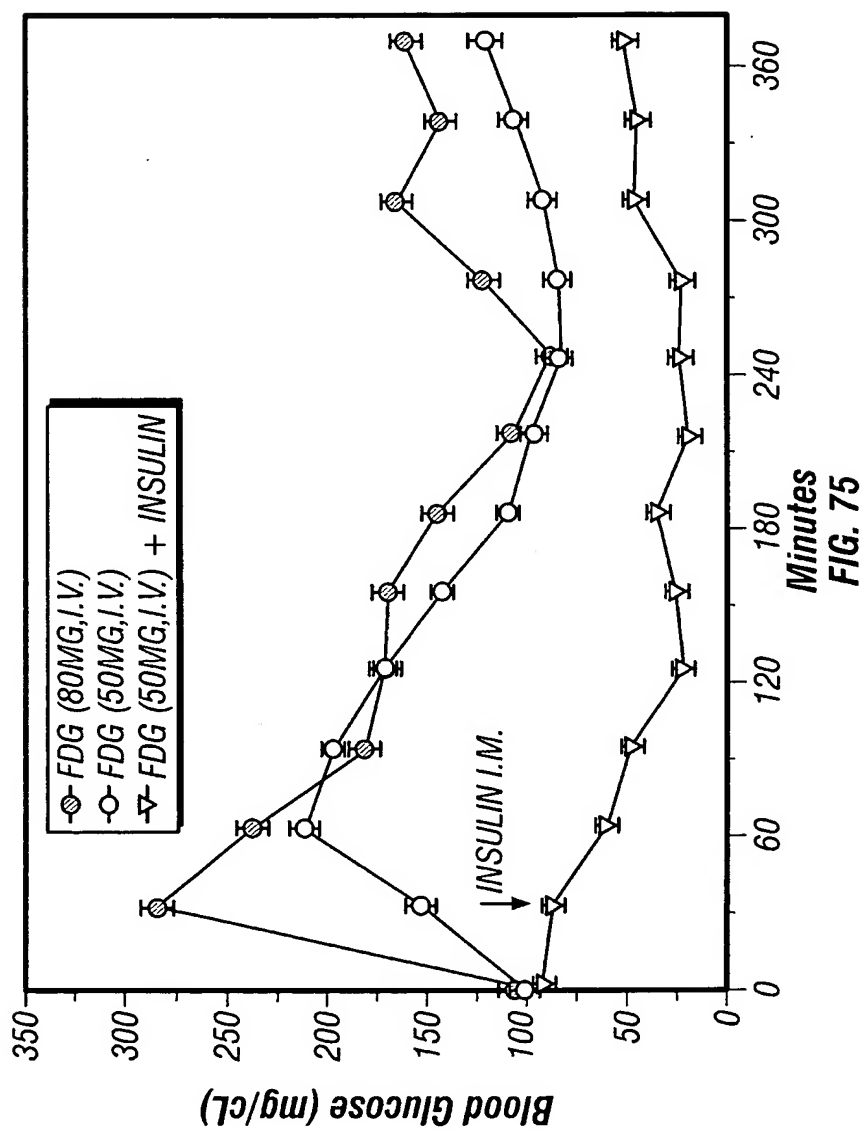 FDG (80MG,I.V.)
FDG (50MG,I.V.)
FDG (50MG,I.V.) + INSULIN
INSULIN I.M.
Blood Glucose (mg/cL)
350
300
250
200
150
100
50
0
0
60
120
180
240
300
360
Minutes
FIG. 75